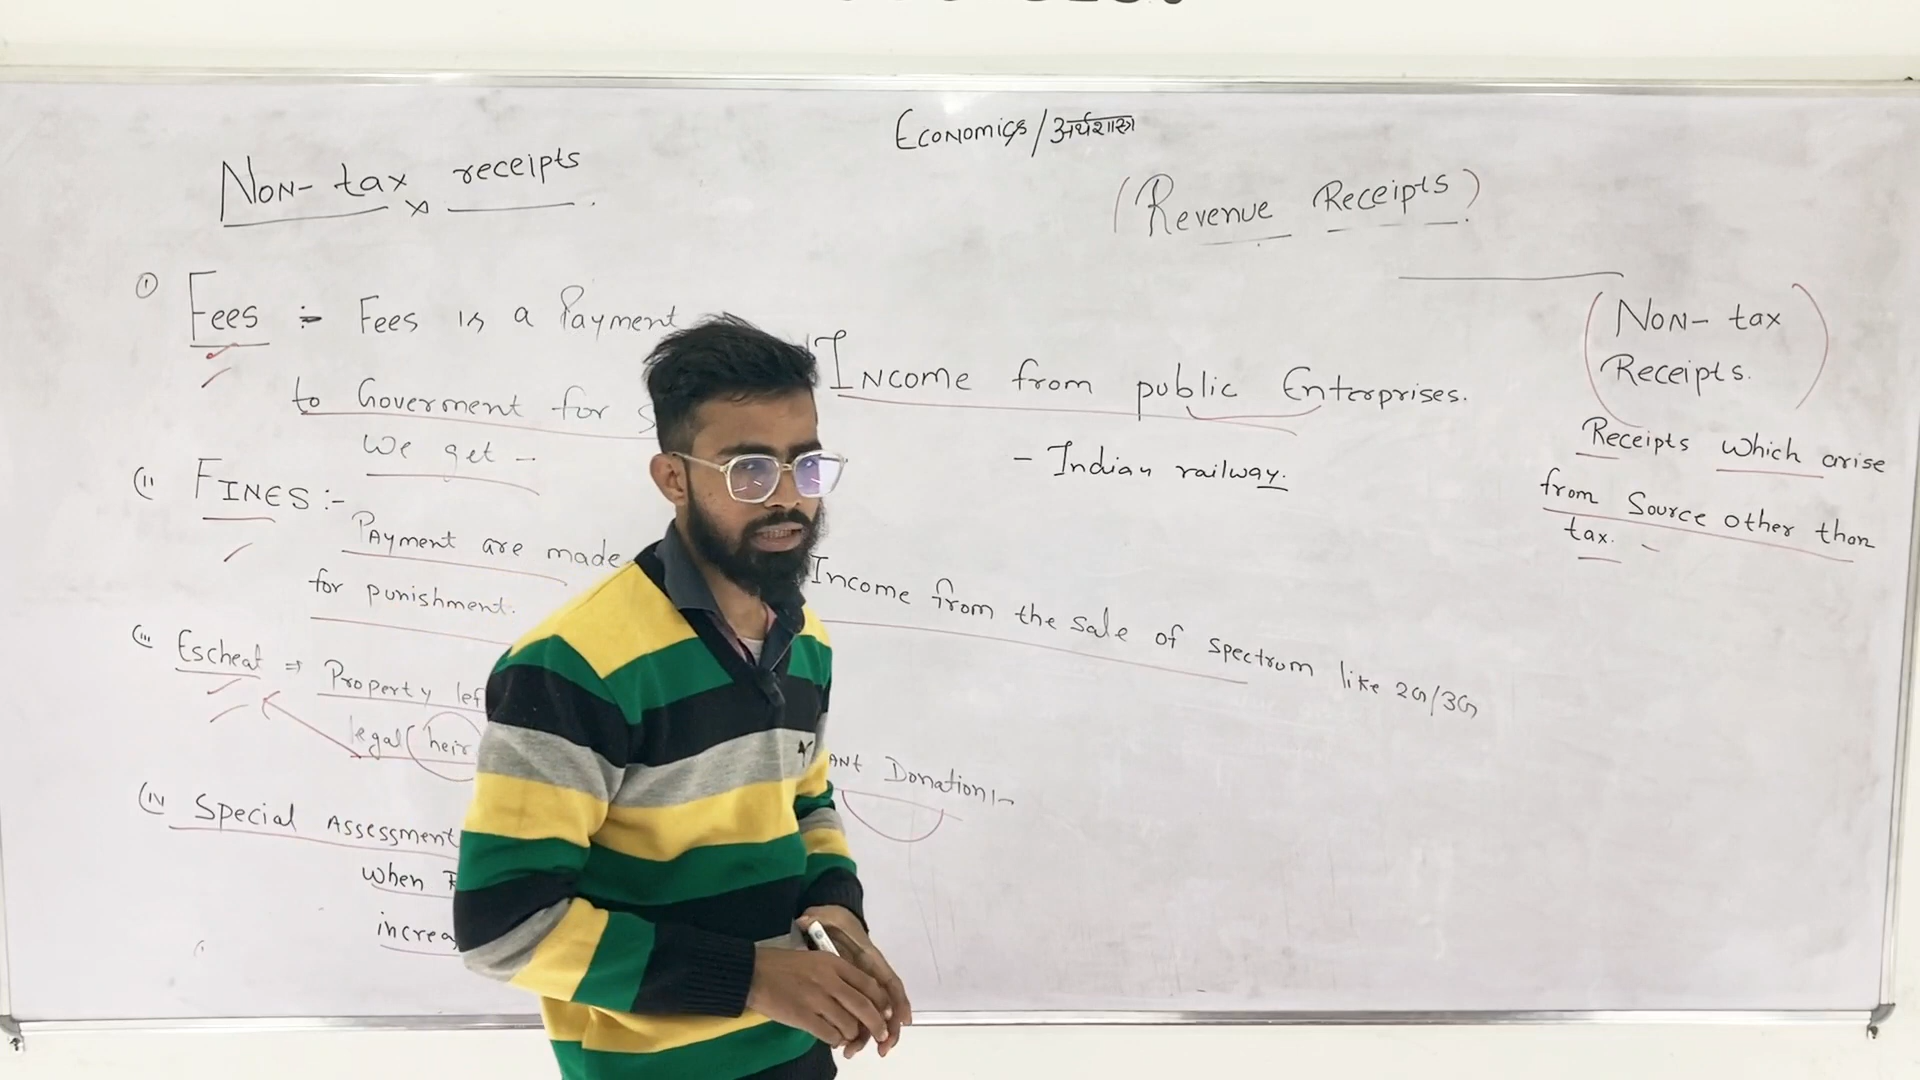 Economics/अर्थशास्त्र
Non-tax receipts
(Revenue Receipts)
(i) Fees :- Fees is a Payment
to Goverment for
we get -
(ii) FINES :-
Payment are made
for punishment.
(iii) Escheat ⇒ Property
legal (heir
(iv) Special Assessment
when
Income from public Enterprises.
- Indian railway.
Income from the sale of spectrum like 2G/3G
Donation:-
(Non-tax
Receipts.)
Receipts which arise
from Source other than
tax. -